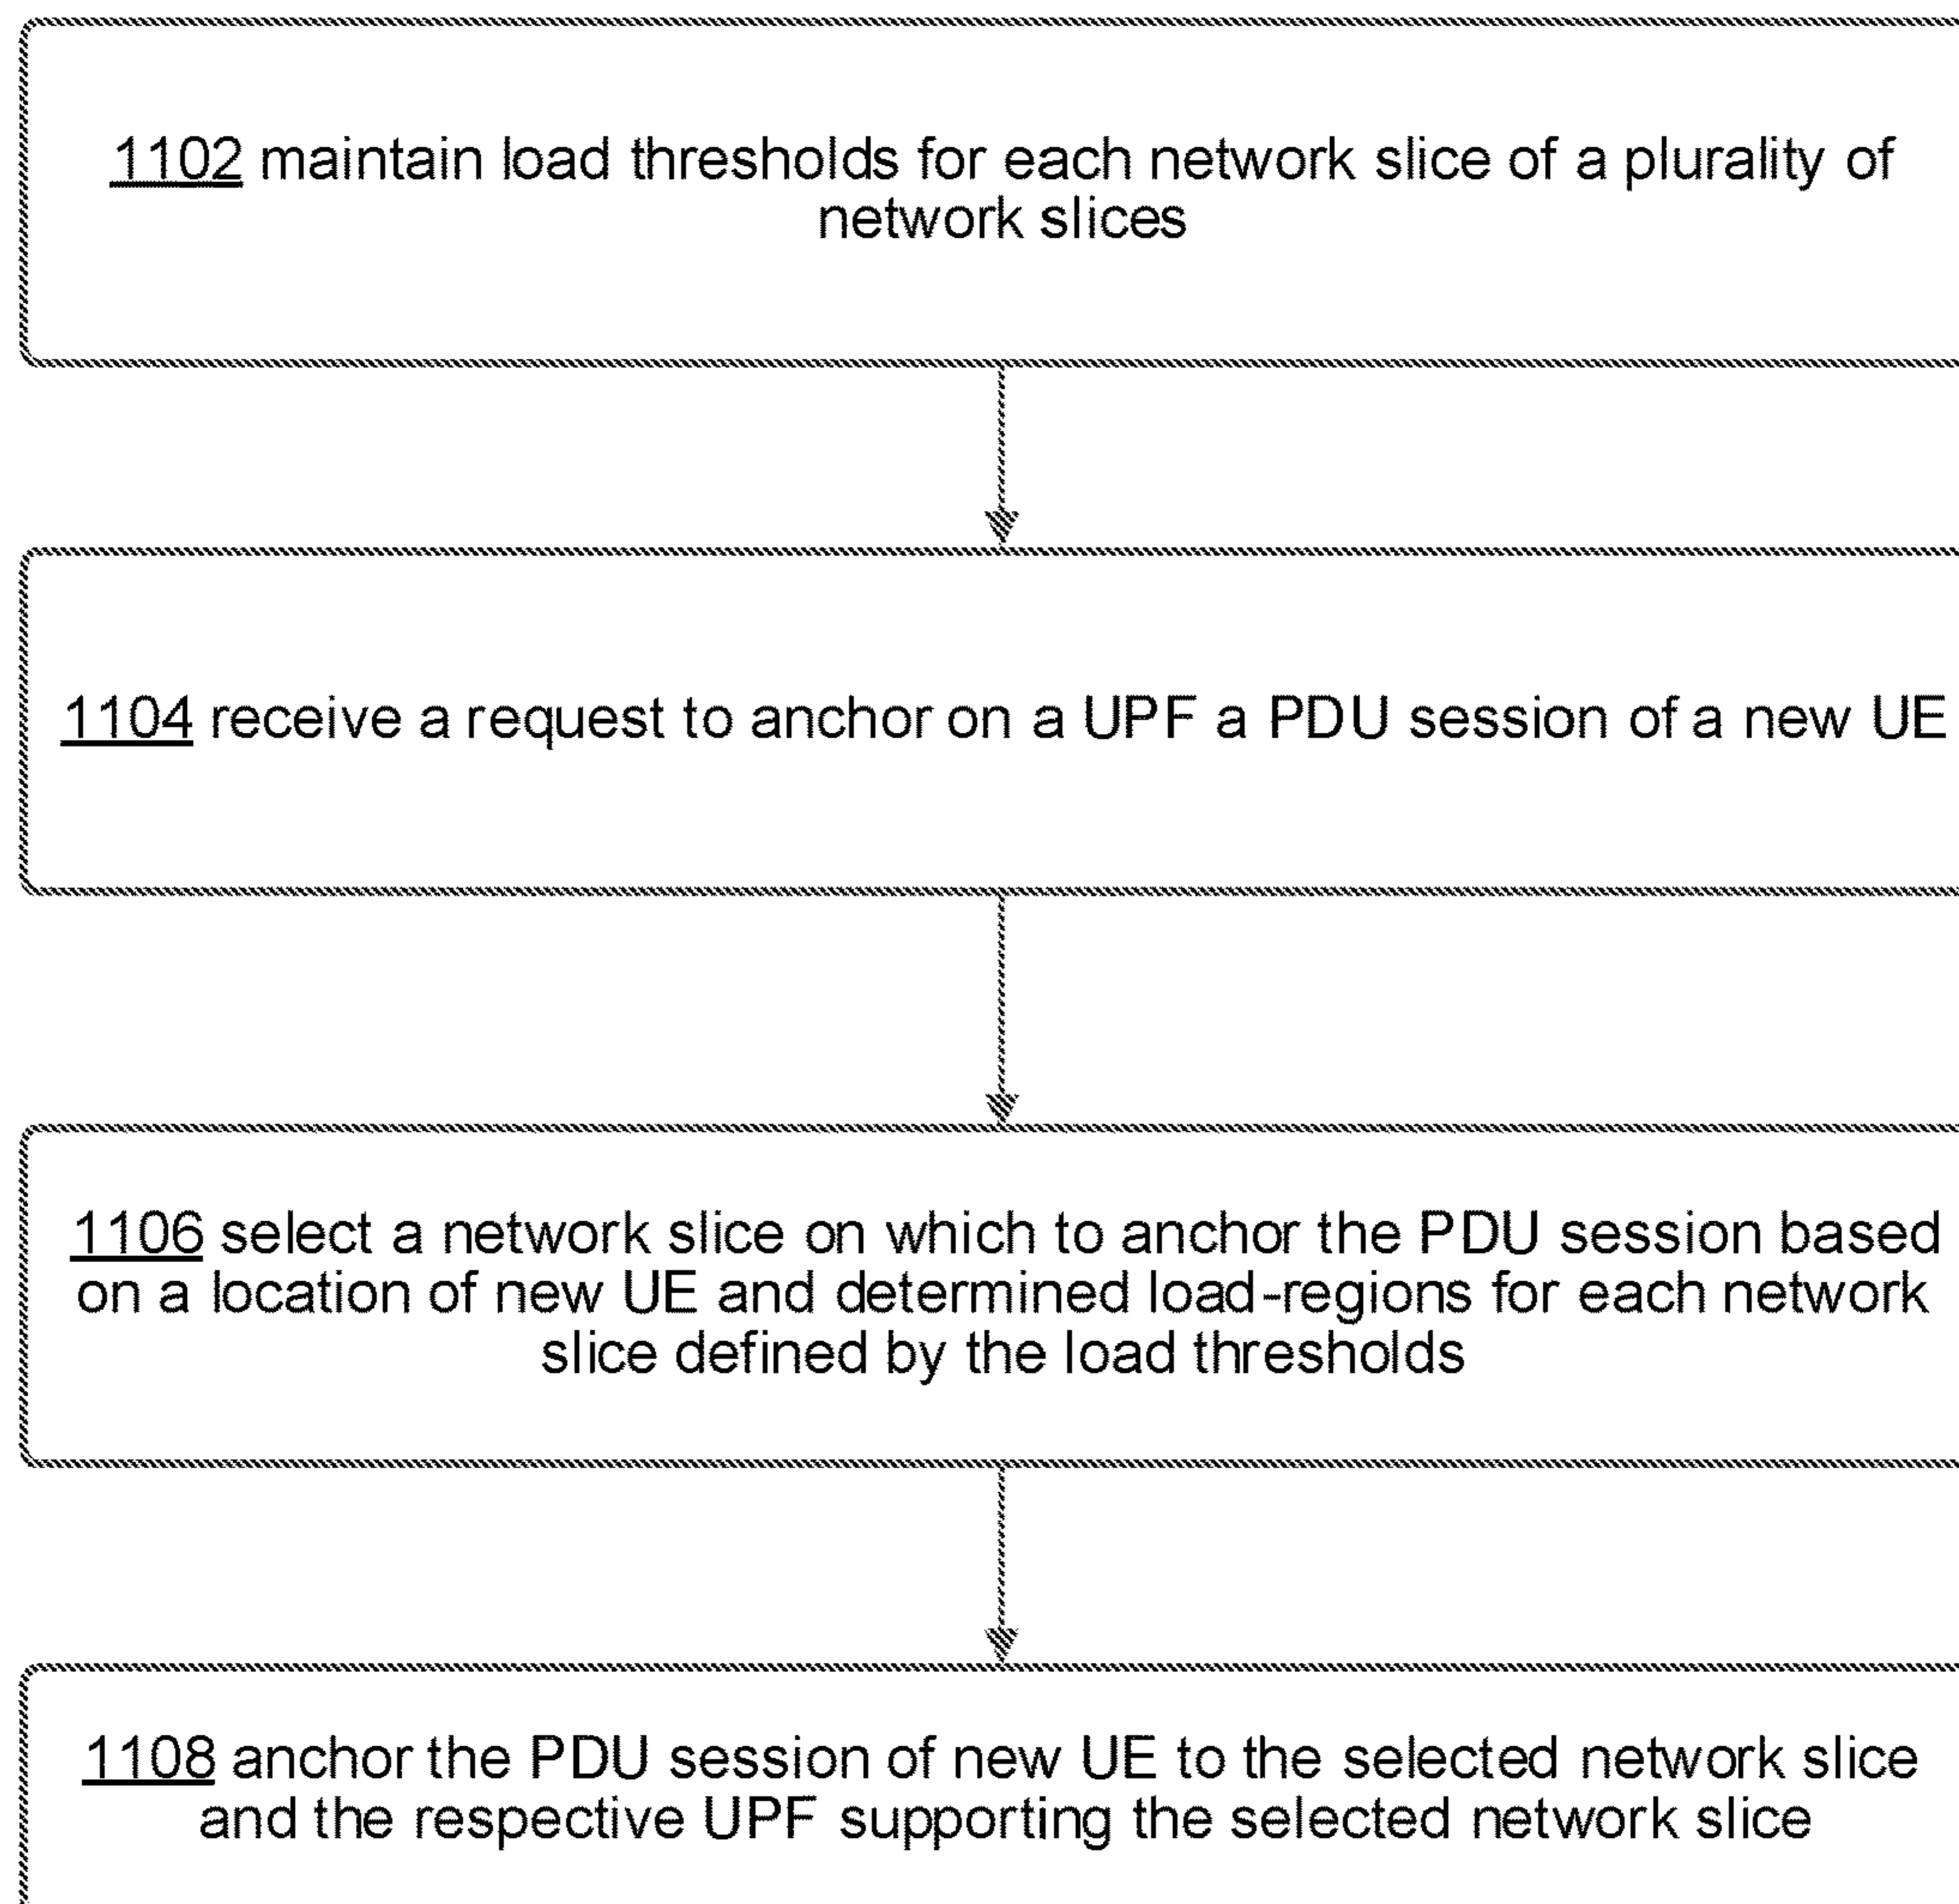 1102 maintain load thresholds for each network slice of a plurality of
network slices
1104 receive a request to anchor on a UPF a PDU session of a new UE
1106 select a network slice on which to anchor the PDU session based
on a location of new UE and determined load-regions for each network
slice defined by the load thresholds
1108 anchor the PDU session of new UE to the selected network slice
and the respective UPF supporting the selected network slice